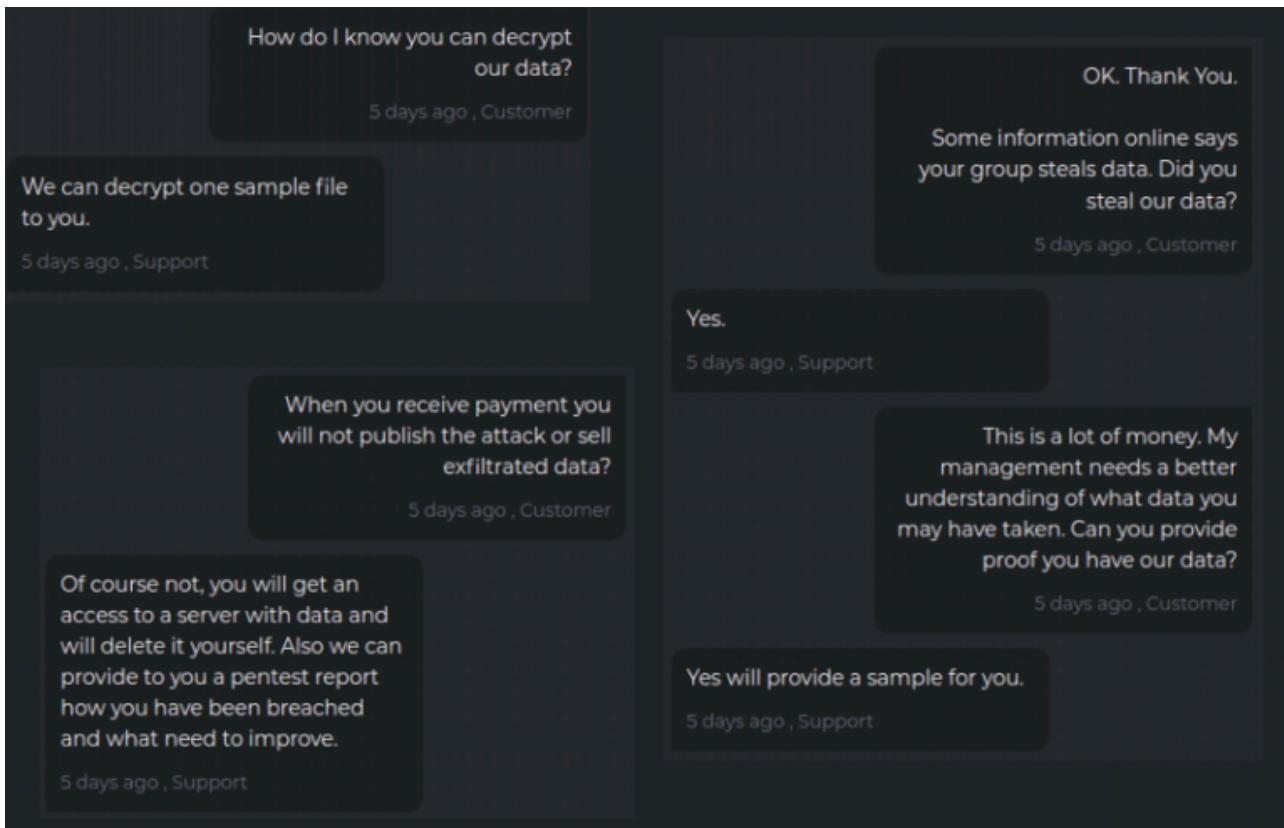 How do I know you can decrypt
our data?
5 days ago , Customer
We can decrypt one sample file
to you.
5 days ago , Support
When you receive payment you
will not publish the attack or sell
exfiltrated data?
5 days ago , Customer
Of course not, you will get an
access to a server with data and
will delete it yourself. Also we can
provide to you a pentest report
how you have been breached
and what need to improve.
5 days ago , Support
OK. Thank You.
Some information online says
your group steals data. Did you
steal our data?
5 days ago , Customer
Yes.
5 days ago , Support
This is a lot of money. My
management needs a better
understanding of what data you
may have taken. Can you provide
proof you have our data?
5 days ago , Customer
Yes will provide a sample for you.
5 days ago , Support